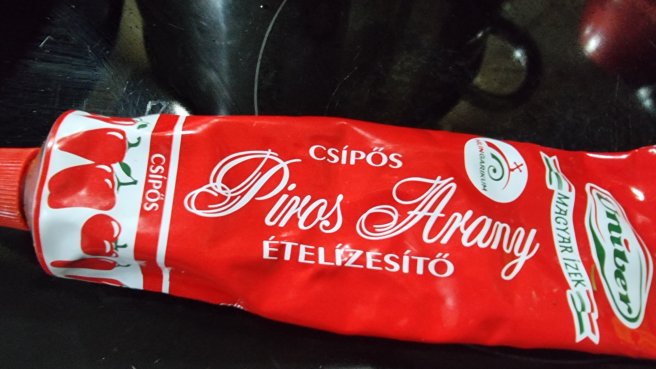 CSÍPŐS
CSÍPŐS
Piros Arany
ÉTELÍZESÍTŐ
HUNGARIKUM
MAGYAR ÍZEK
Univer